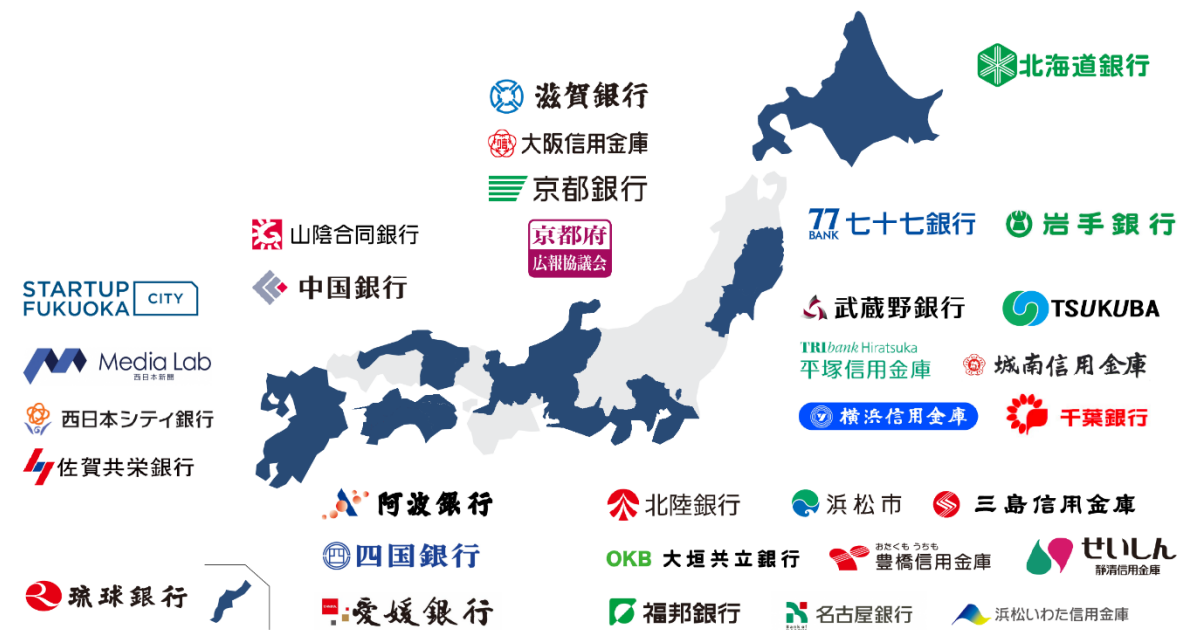 北海道銀行
滋賀銀行
大阪信用金庫
京都銀行
京都府
広報協議会
山陰合同銀行
中国銀行
77
BANK
七十七銀行
岩手銀行
STARTUP
FUKUOKA
CITY
Media Lab
西日本新聞
西日本シティ銀行
佐賀共栄銀行
武蔵野銀行
TSUKUBA
TRIbank Hiratsuka
平塚信用金庫
城南信用金庫
横浜信用金庫
千葉銀行
阿波銀行
四国銀行
愛媛銀行
北陸銀行
浜松市
三島信用金庫
OKB 大垣共立銀行
おたくも うちも
豊橋信用金庫
せいしん
静清信用金庫
福邦銀行
名古屋銀行
浜松いわた信用金庫
琉球銀行